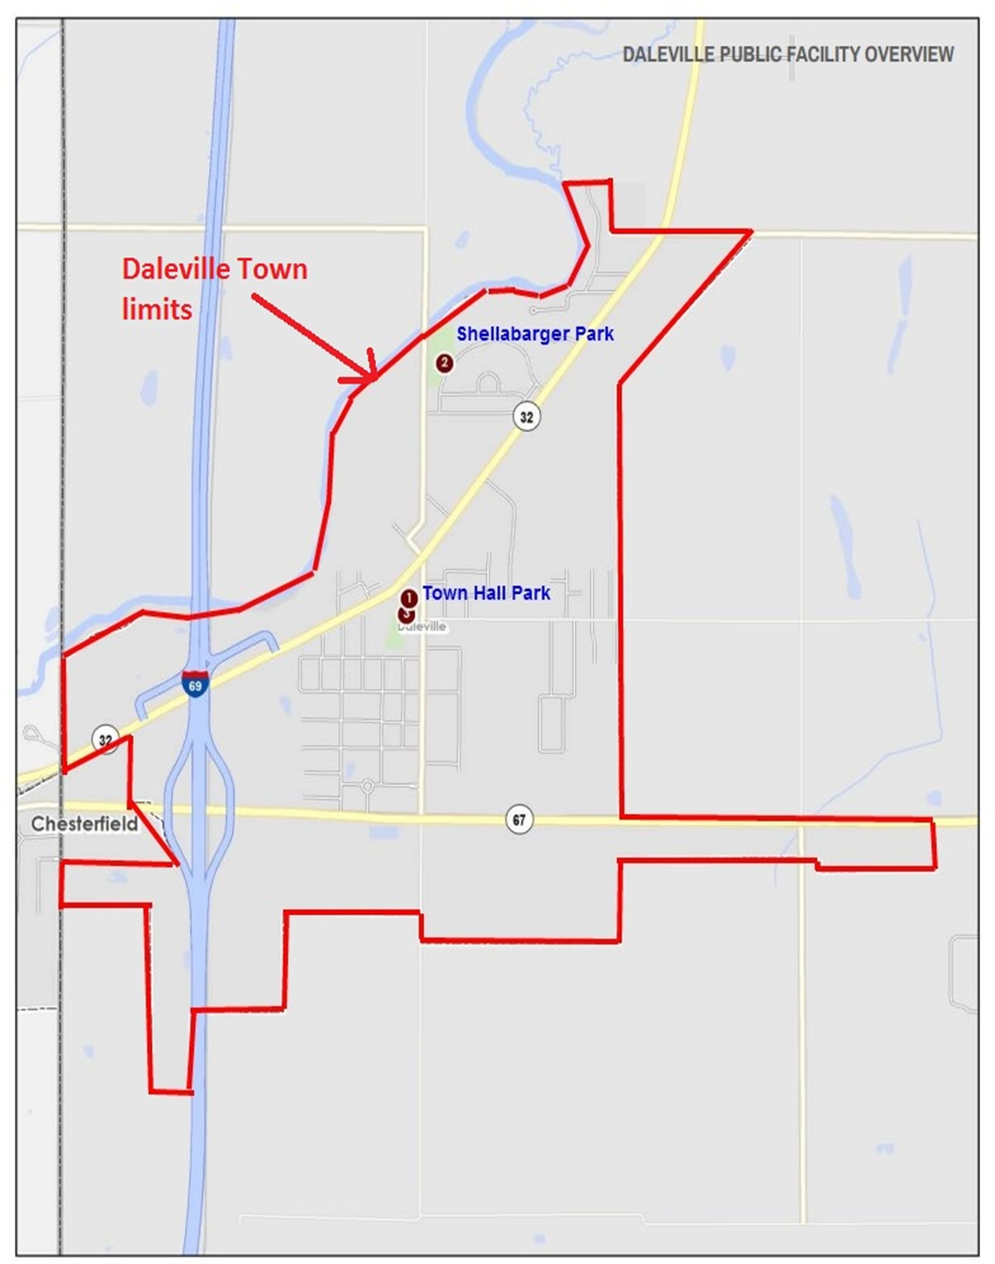 DALEVILLE PUBLIC FACILITY OVERVIEW
Daleville Town
limits
Shellabarger Park
2
32
1
Town Hall Park
3
Daleville
69
32
Chesterfield
67